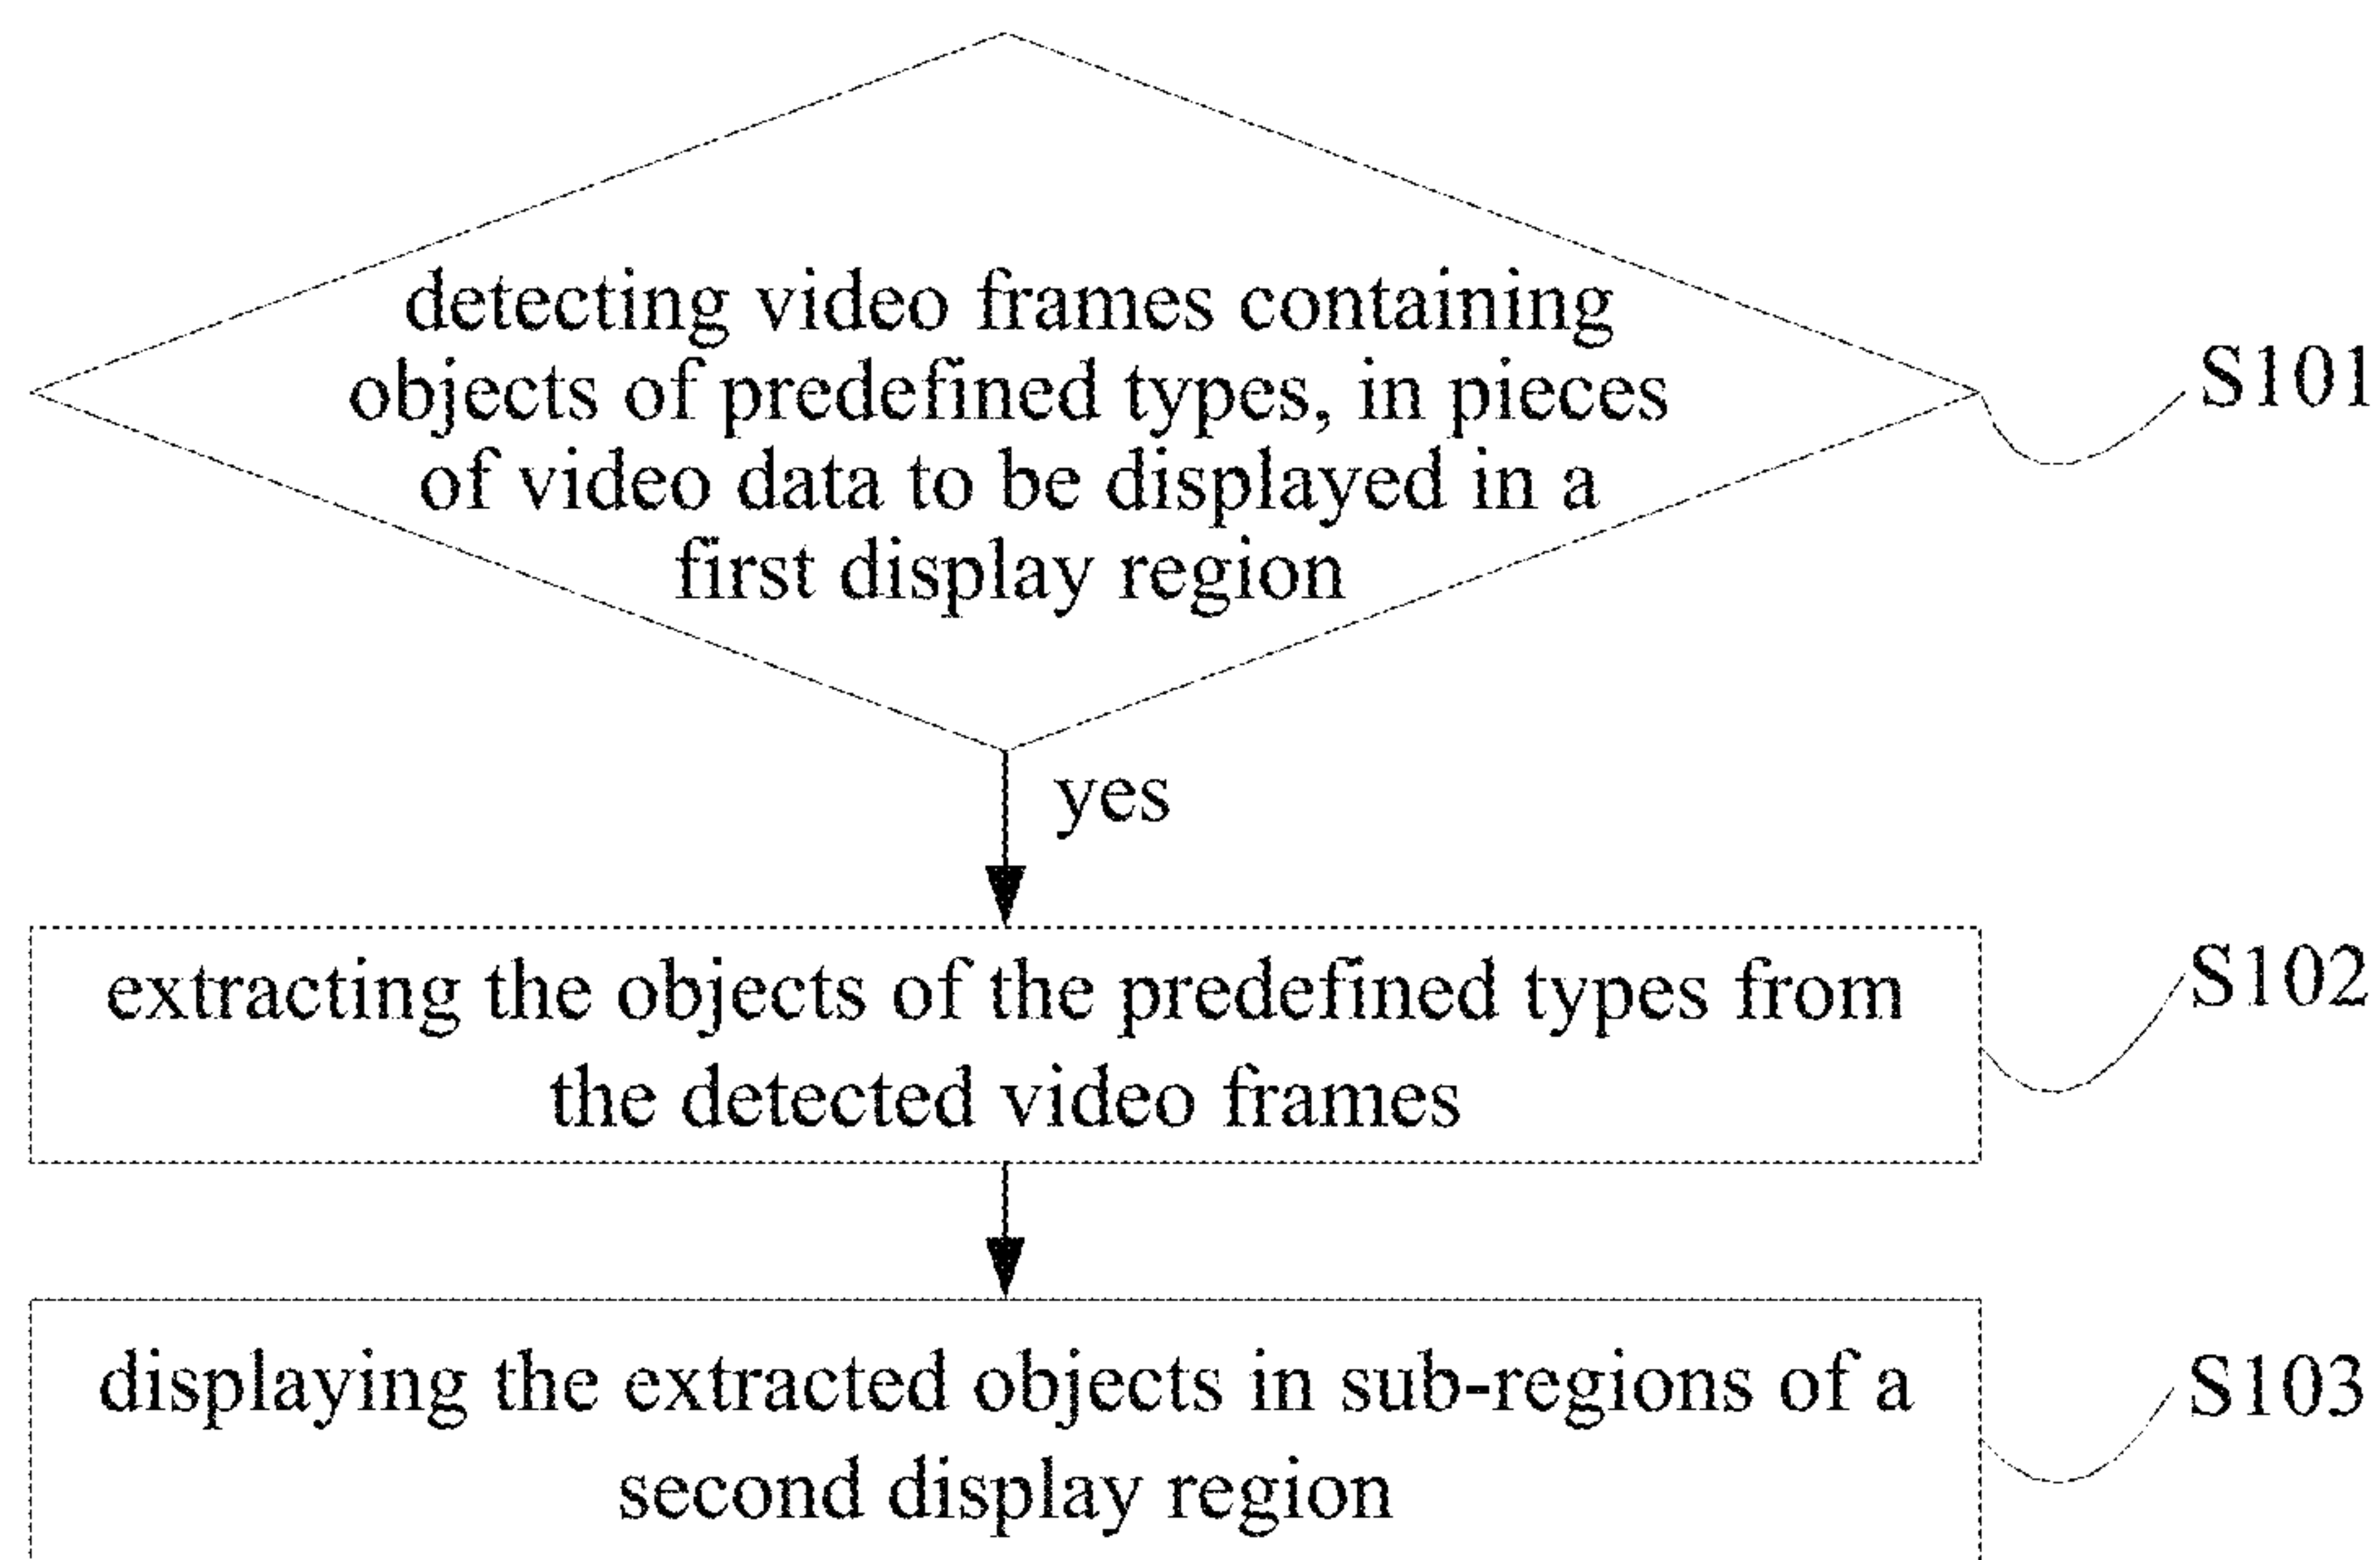 detecting video frames containing
objects of predefined types, in pieces
of video data to be displayed in a
first display region
S101
yes
extracting the objects of the predefined types from
the detected video frames
S102
displaying the extracted objects in sub-regions of a
second display region
S103